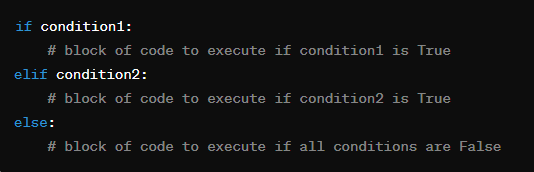 if condition1:
    # block of code to execute if condition1 is True
elif condition2:
    # block of code to execute if condition2 is True
else:
    # block of code to execute if all conditions are False